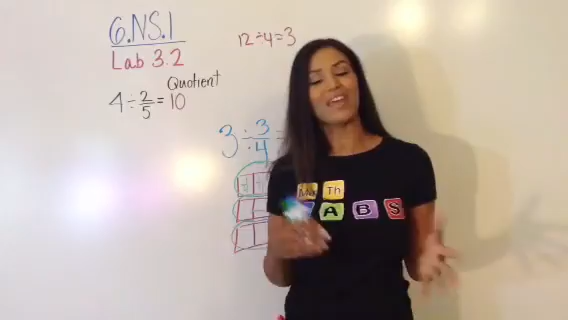 6.NS.1
Lab 3.2
12 ÷ 4 = 3
Quotient
4 ÷ 2/5 = 10
3 ÷ 3/4 =
Ma Th
ABS